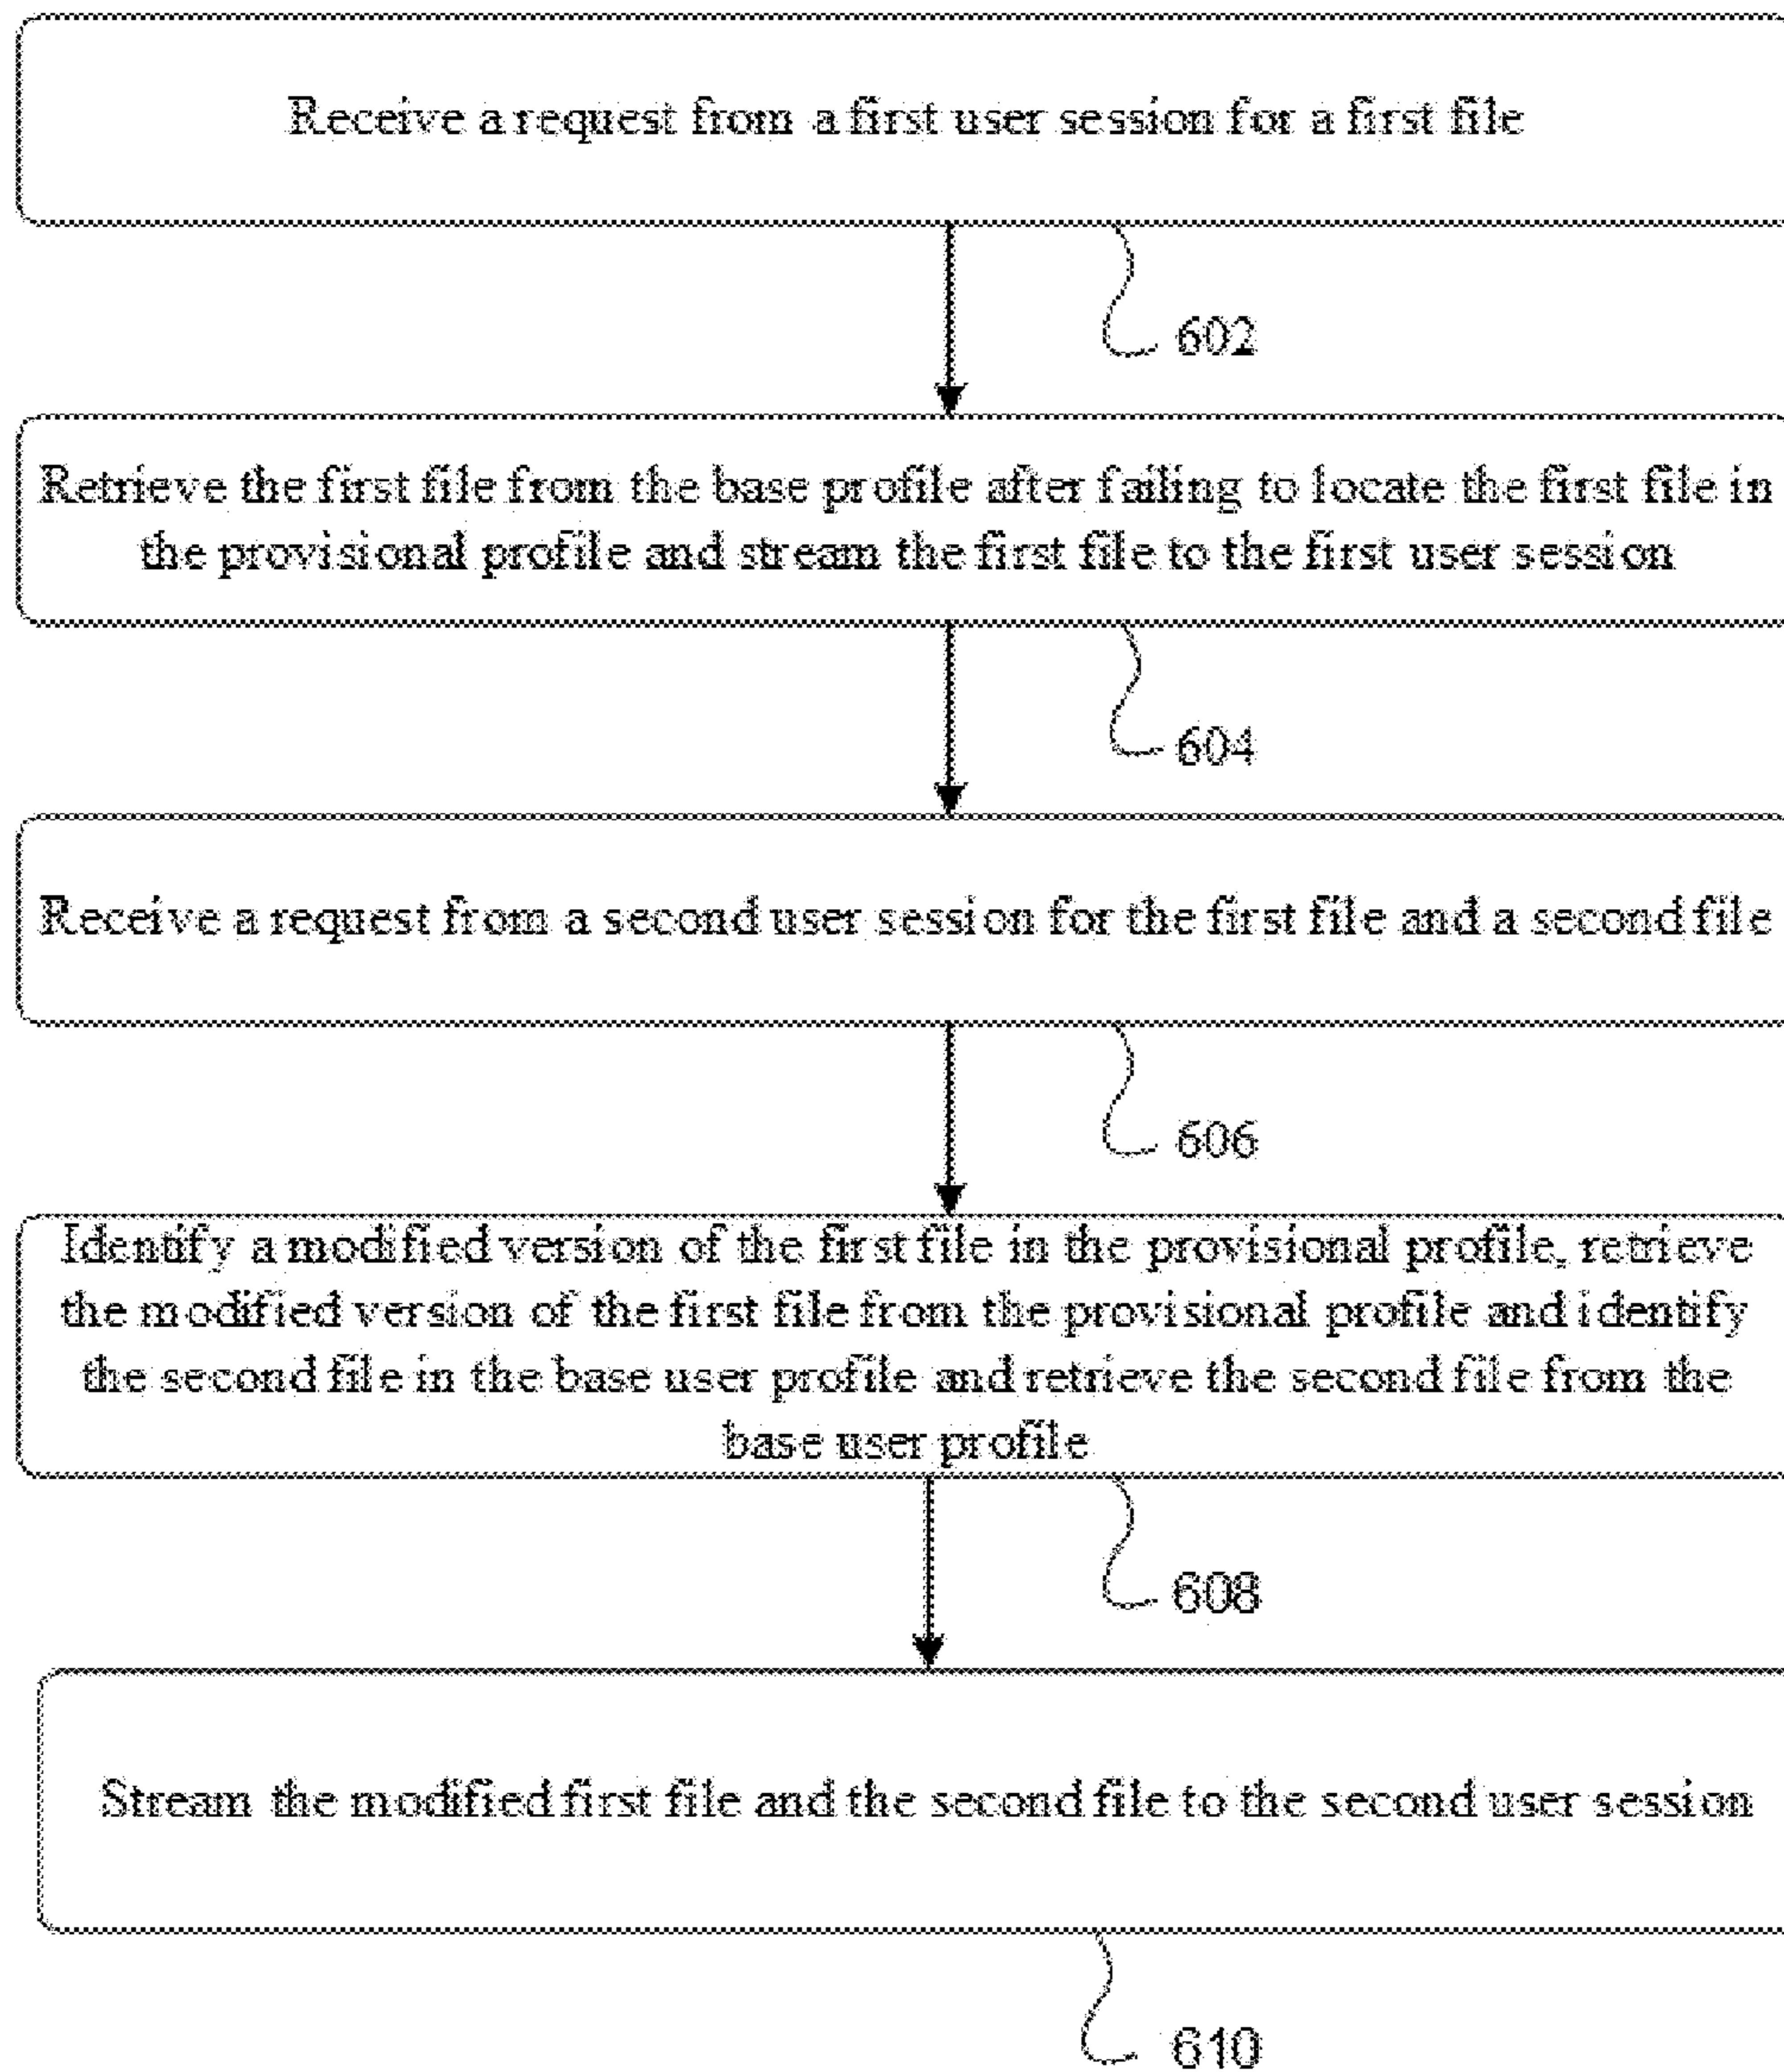 Receive a request from a first user session for a first file
602
Retrieve the first file from the base profile after failing to locate the first file in
the provisional profile and stream the first file to the first user session
604
Receive a request from a second user session for the first file and a second file
606
Identify a modified version of the first file in the provisional profile, retrieve
the modified version of the first file from the provisional profile and identify
the second file in the base user profile and retrieve the second file from the
base user profile
608
Stream the modified first file and the second file to the second user session
610